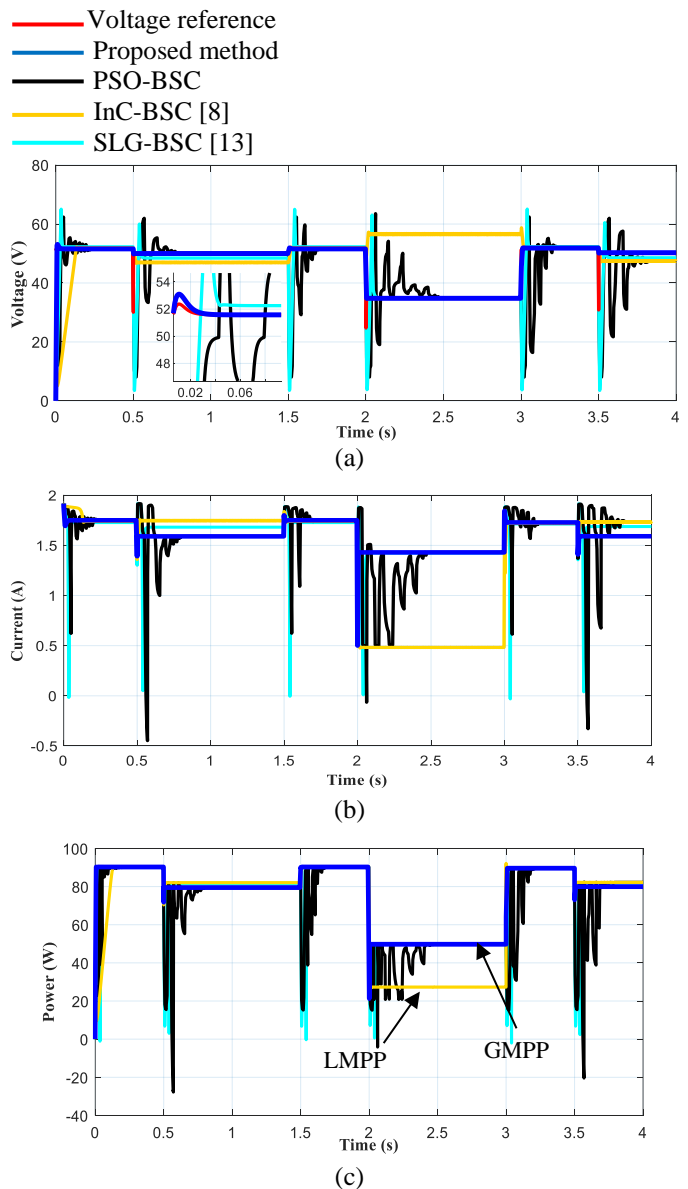 Voltage reference
Proposed method
PSO-BSC
InC-BSC [8]
SLG-BSC [13]
80
60
40
20
0
Voltage (V)
54
52
50
48
46
0.02 0.06
0 0.5 1 1.5 2 2.5 3 3.5 4
Time (s)
(a)
2
1.5
1
0.5
0
-0.5
Current (A)
0 0.5 1 1.5 2 2.5 3 3.5 4
Time (s)
(b)
100
80
60
40
20
0
-20
-40
Power (W)
LMPP
GMPP
0 0.5 1 1.5 2 2.5 3 3.5 4
Time (s)
(c)